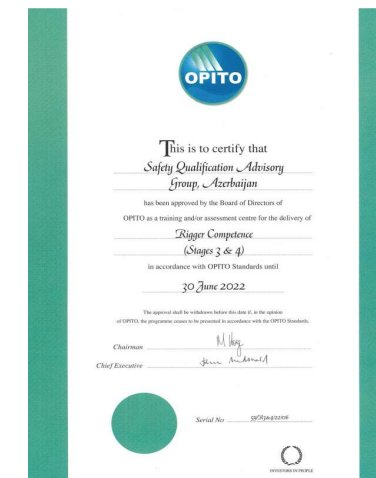 OPITO
This is to certify that
Safety Qualification Advisory
Group, Azerbaijan
has been approved by the Board of Directors of
OPITO as a training and/or assessment centre for the delivery of
Rigger Competence
(Stages 3 & 4)
in accordance with OPITO Standards until
30 June 2022
The approval shall be withdrawn before this date if, in the opinion
of OPITO, the programme ceases to be presented in accordance with the OPITO Standards.
Chairman
Chief Executive
Serial No
INVESTORS IN PEOPLE